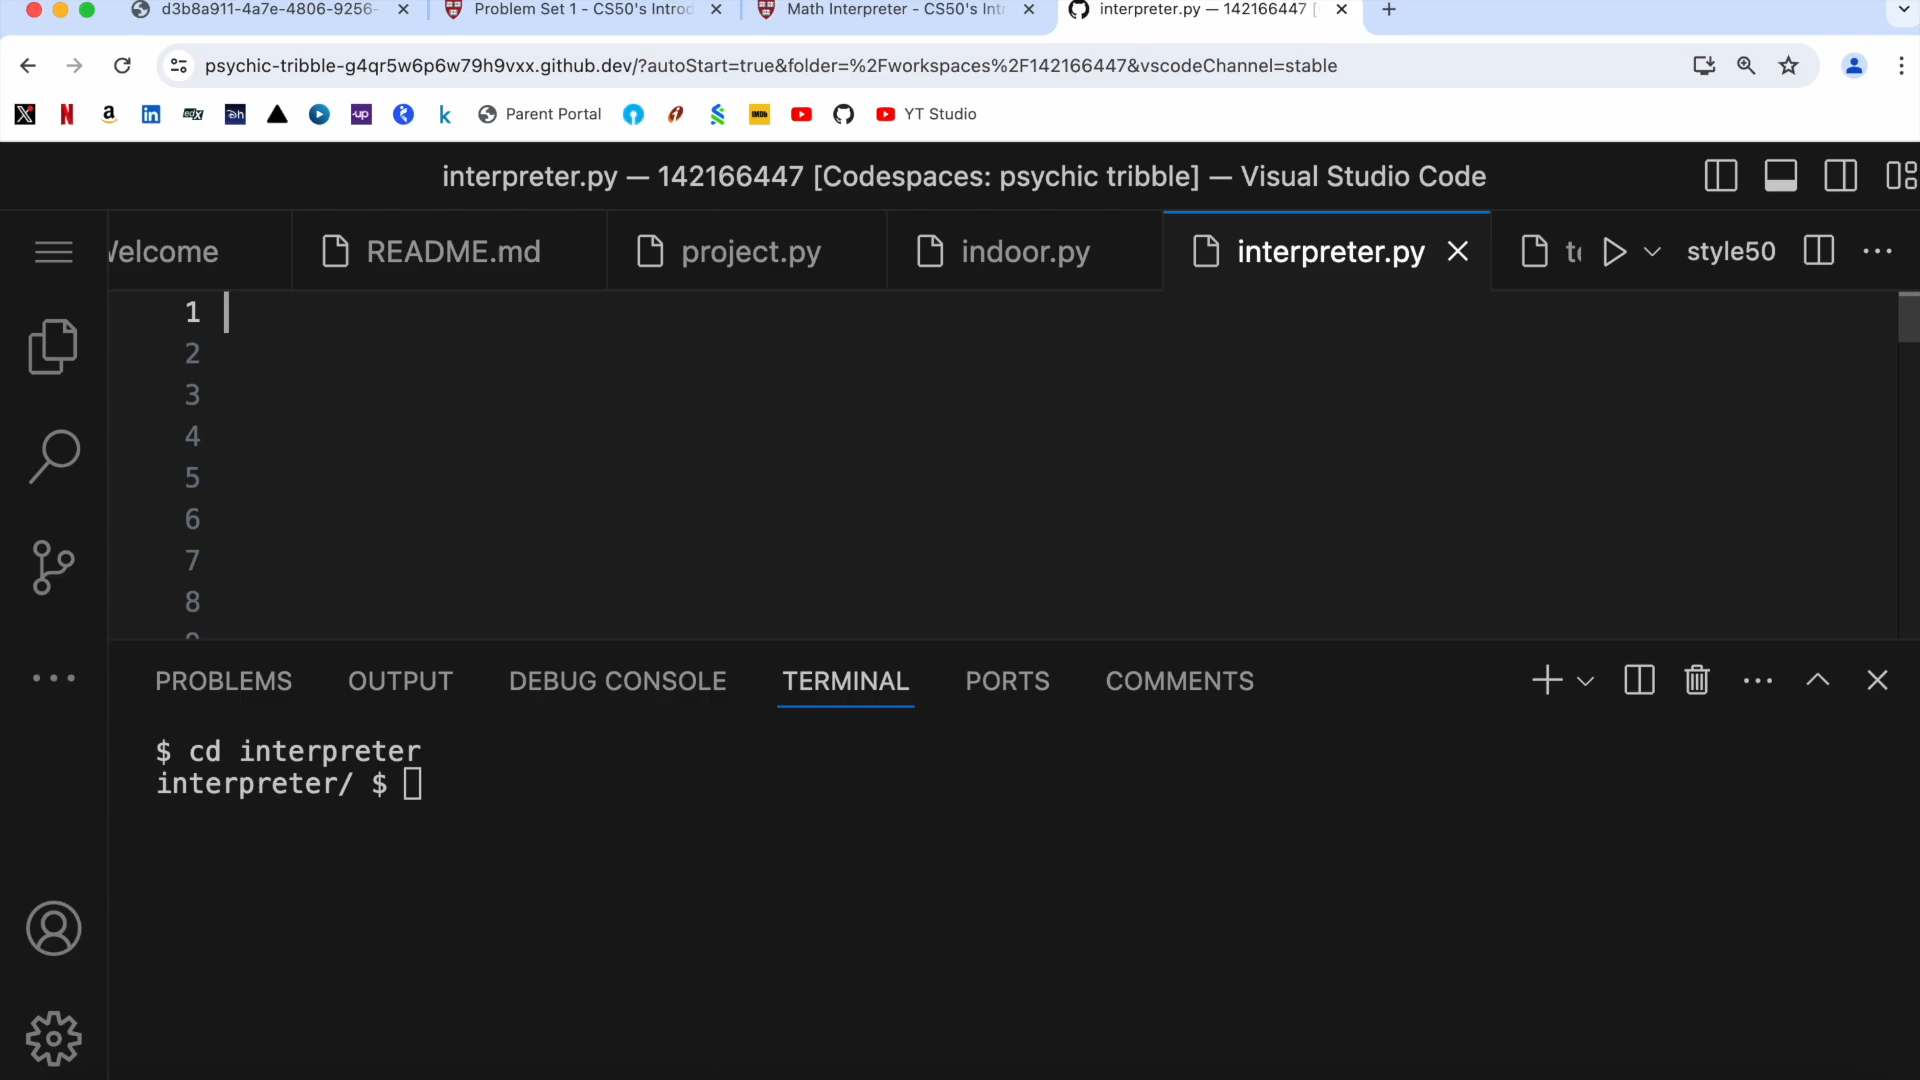 d3b8a911-4a7e-4806-9256-
Problem Set 1 - CS50's Introd
Math Interpreter - CS50's Intr
interpreter.py — 142166447 [
psychic-tribble-g4qr5w6p6w79h9vxx.github.dev/?autoStart=true&folder=%2Fworkspaces%2F142166447&vscodeChannel=stable
Parent Portal
YT Studio
interpreter.py — 142166447 [Codespaces: psychic tribble] — Visual Studio Code
Welcome
README.md
project.py
indoor.py
interpreter.py
style50
1
2
3
4
5
6
7
8
PROBLEMS
OUTPUT
DEBUG CONSOLE
TERMINAL
PORTS
COMMENTS
$ cd interpreter
interpreter/ $